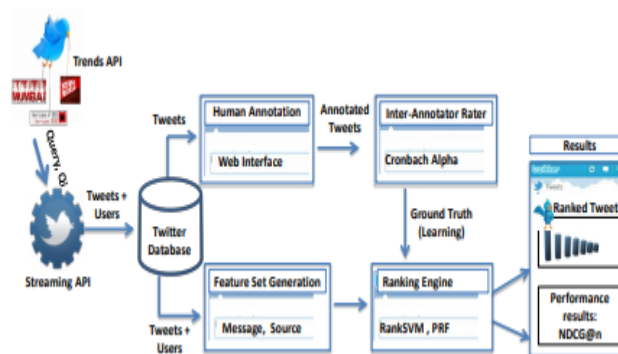 Trends API
MUMBAI
Query, Qi
Tweets +
Users
Streaming API
Twitter
Database
Tweets
Human Annotation
Web Interface
Annotated
Tweets
Inter-Annotator Rater
Cronbach Alpha
Ground Truth
(Learning)
Tweets +
Users
Feature Set Generation
Message, Source
Ranking Engine
RankSVM , PRF
Results
Tweets
Ranked Tweet
Performance
results:
NDCG@n